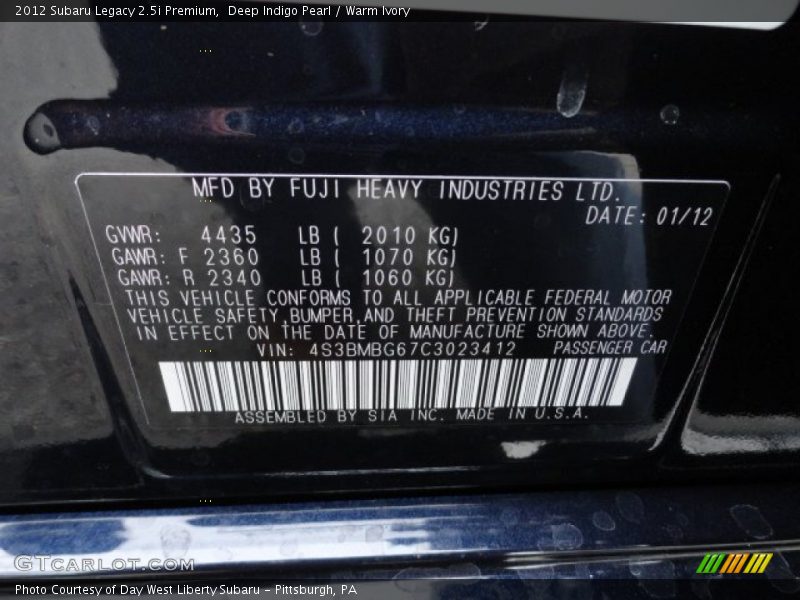 2012 Subaru Legacy 2.5i Premium,  Deep Indigo Pearl / Warm Ivory
MFD BY FUJI HEAVY INDUSTRIES LTD.
DATE: 01/12
GVWR: 4435 LB ( 2010 KG)
GAWR: F 2360 LB ( 1070 KG)
GAWR: R 2340 LB ( 1060 KG)
THIS VEHICLE CONFORMS TO ALL APPLICABLE FEDERAL MOTOR
VEHICLE SAFETY,BUMPER,AND THEFT PREVENTION STANDARDS
IN EFFECT ON THE DATE OF MANUFACTURE SHOWN ABOVE.
VIN: 4S3BMBG67C3023412 PASSENGER CAR
ASSEMBLED BY SIA INC. MADE IN U.S.A.
GTCarLot.com
Photo Courtesy of Day West Liberty Subaru - Pittsburgh, PA